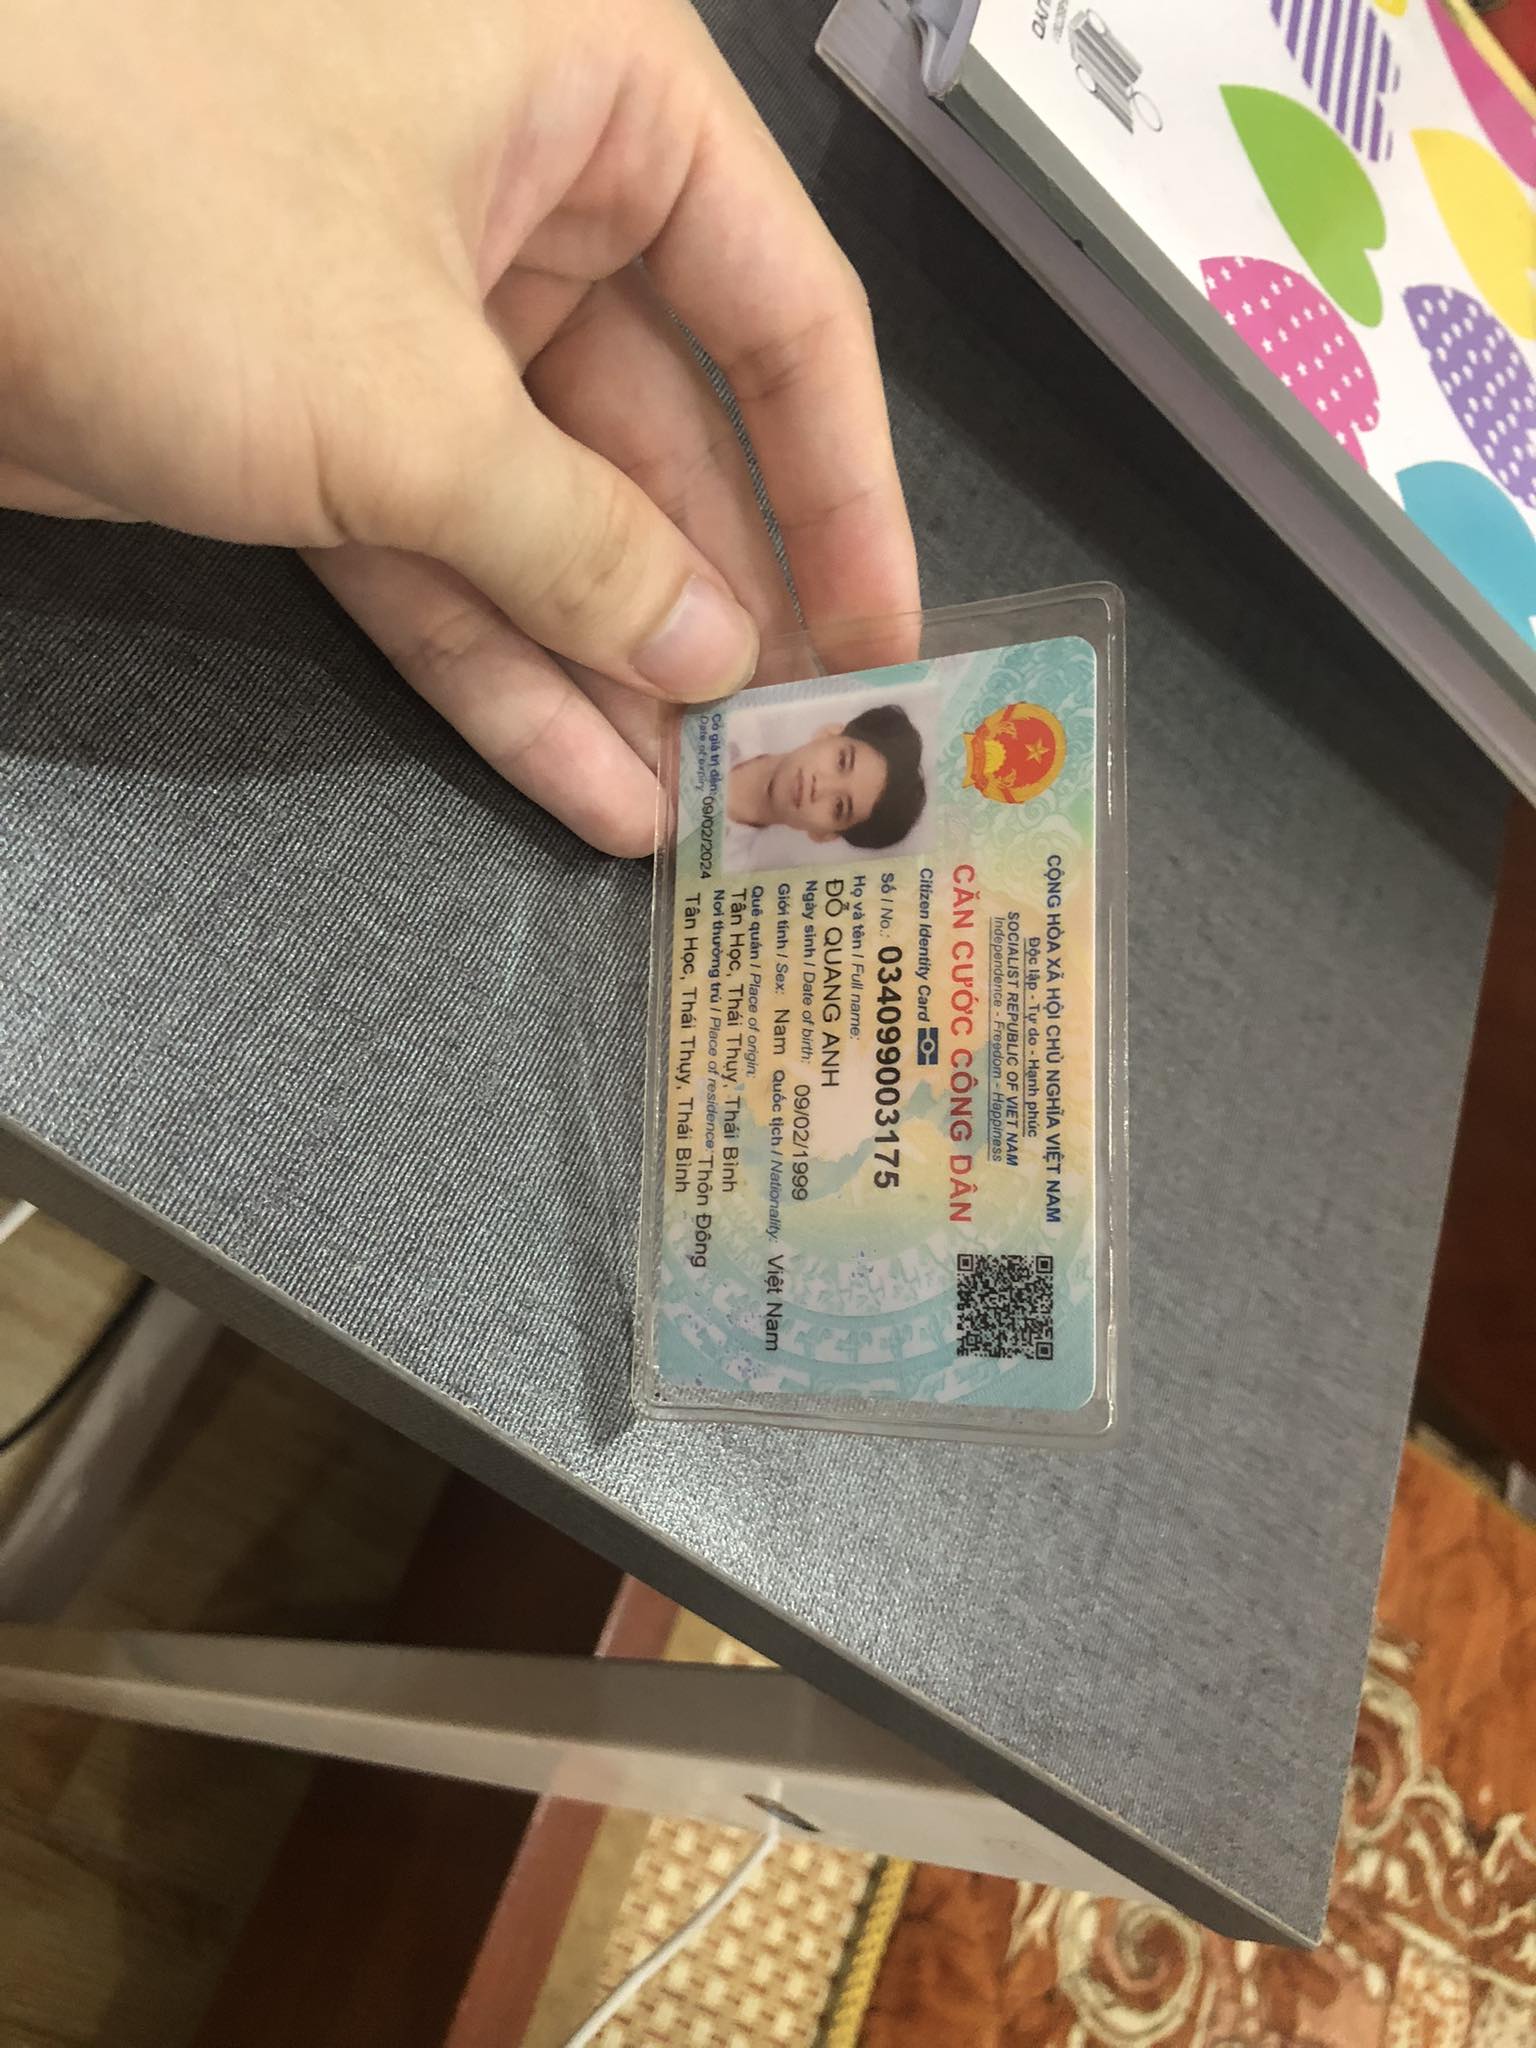 CỘNG HÒA XÃ HỘI CHỦ NGHĨA VIỆT NAM
Độc lập - Tự do - Hạnh phúc
SOCIALIST REPUBLIC OF VIET NAM
Independence - Freedom - Happiness
CĂN CƯỚC CÔNG DÂN
Citizen Identity Card
Số / No.: 034099003175
Họ và tên / Full name:
ĐỖ QUANG ANH
Ngày sinh / Date of birth: 09/02/1999
Giới tính / Sex: Nam Quốc tịch / Nationality: Việt Nam
Quê quán / Place of origin:
Tân Học, Thái Thụy, Thái Bình
Nơi thường trú / Place of residence: Thôn Đông
Tân Học, Thái Thụy, Thái Bình
Có giá trị đến: 09/02/2024
Date of expiry